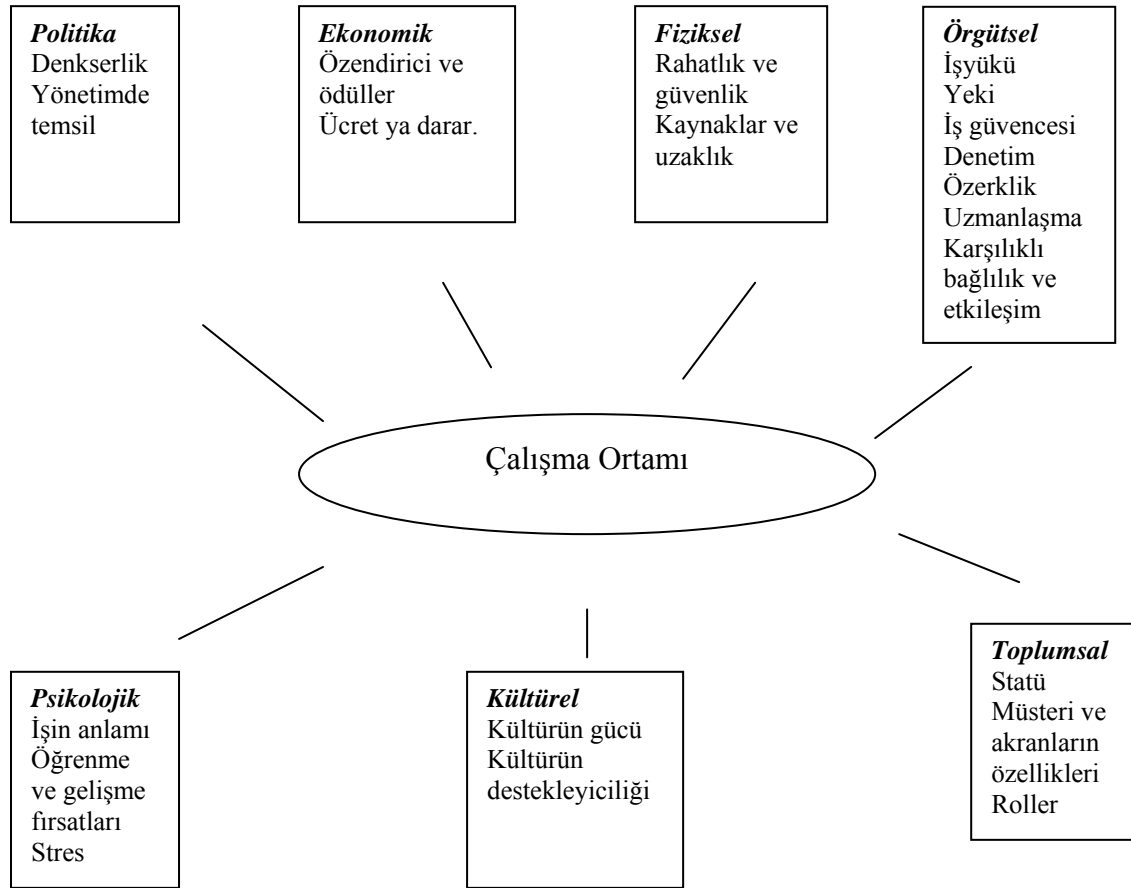 Politika
Denkserlik
Yönetimde
temsil
Ekonomik
Özendirici ve
ödüller
Ücret ya darar.
Fiziksel
Rahatlık ve
güvenlik
Kaynaklar ve
uzaklık
Örgütsel
İşyükü
Yeki
İş güvencesi
Denetim
Özerklik
Uzmanlaşma
Karşılıklı
bağlılık ve
etkileşim
Çalışma Ortamı
Psikolojik
İşin anlamı
Öğrenme
ve gelişme
fırsatları
Stres
Kültürel
Kültürün gücü
Kültürün
destekleyiciliği
Toplumsal
Statü
Müsteri ve
akranların
özellikleri
Roller